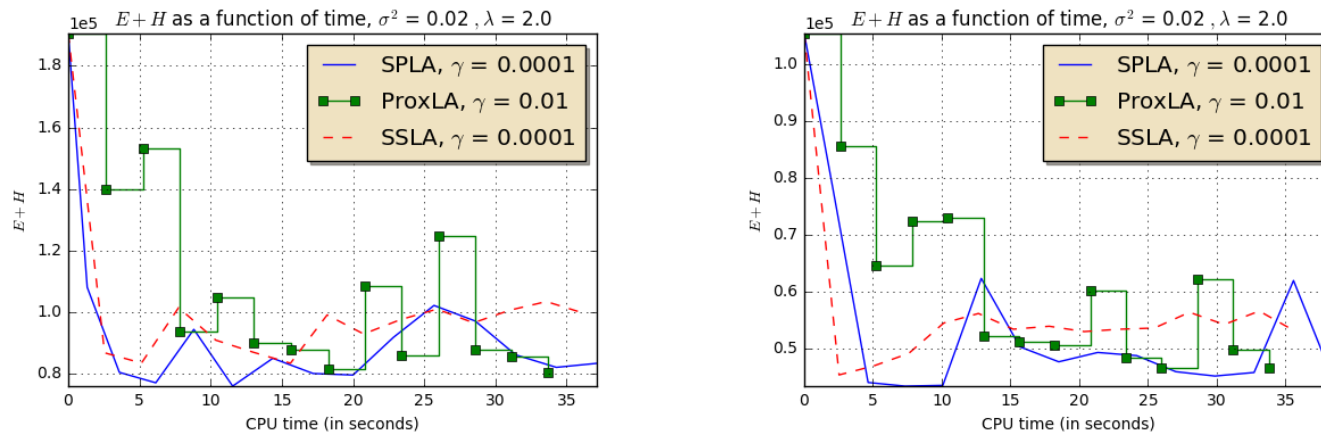 E + H as a function of time, σ² = 0.02 , λ = 2.0
1e5
1.8
1.6
1.4
1.2
1.0
0.8
E + H
0 5 10 15 20 25 30 35
CPU time (in seconds)
SPLA, γ = 0.0001
ProxLA, γ = 0.01
SSLA, γ = 0.0001
E + H as a function of time, σ² = 0.02 , λ = 2.0
1e5
1.0
0.9
0.8
0.7
0.6
0.5
E + H
0 5 10 15 20 25 30 35
CPU time (in seconds)
SPLA, γ = 0.0001
ProxLA, γ = 0.01
SSLA, γ = 0.0001